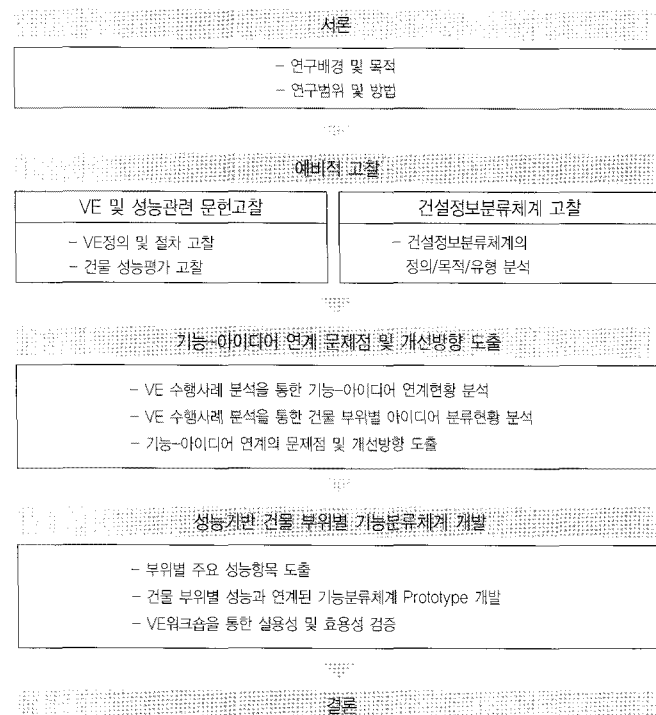 서론
– 연구배경 및 목적
– 연구범위 및 방법
예비적 고찰
VE 및 성능관련 문헌고찰
– VE정의 및 절차 고찰
– 건물 성능평가 고찰
건설정보분류체계 고찰
– 건설정보분류체계의
정의/목적/유형 분석
기능-아이디어 연계 문제점 및 개선방향 도출
– VE 수행사례 분석을 통한 기능-아이디어 연계현황 분석
– VE 수행사례 분석을 통한 건물 부위별 아이디어 분류현황 분석
– 기능-아이디어 연계의 문제점 및 개선방향 도출
성능기반 건물 부위별 기능분류체계 개발
– 부위별 주요 성능항목 도출
– 건물 부위별 성능과 연계된 기능분류체계 Prototype 개발
– VE워크숍을 통한 실용성 및 효용성 검증
결론